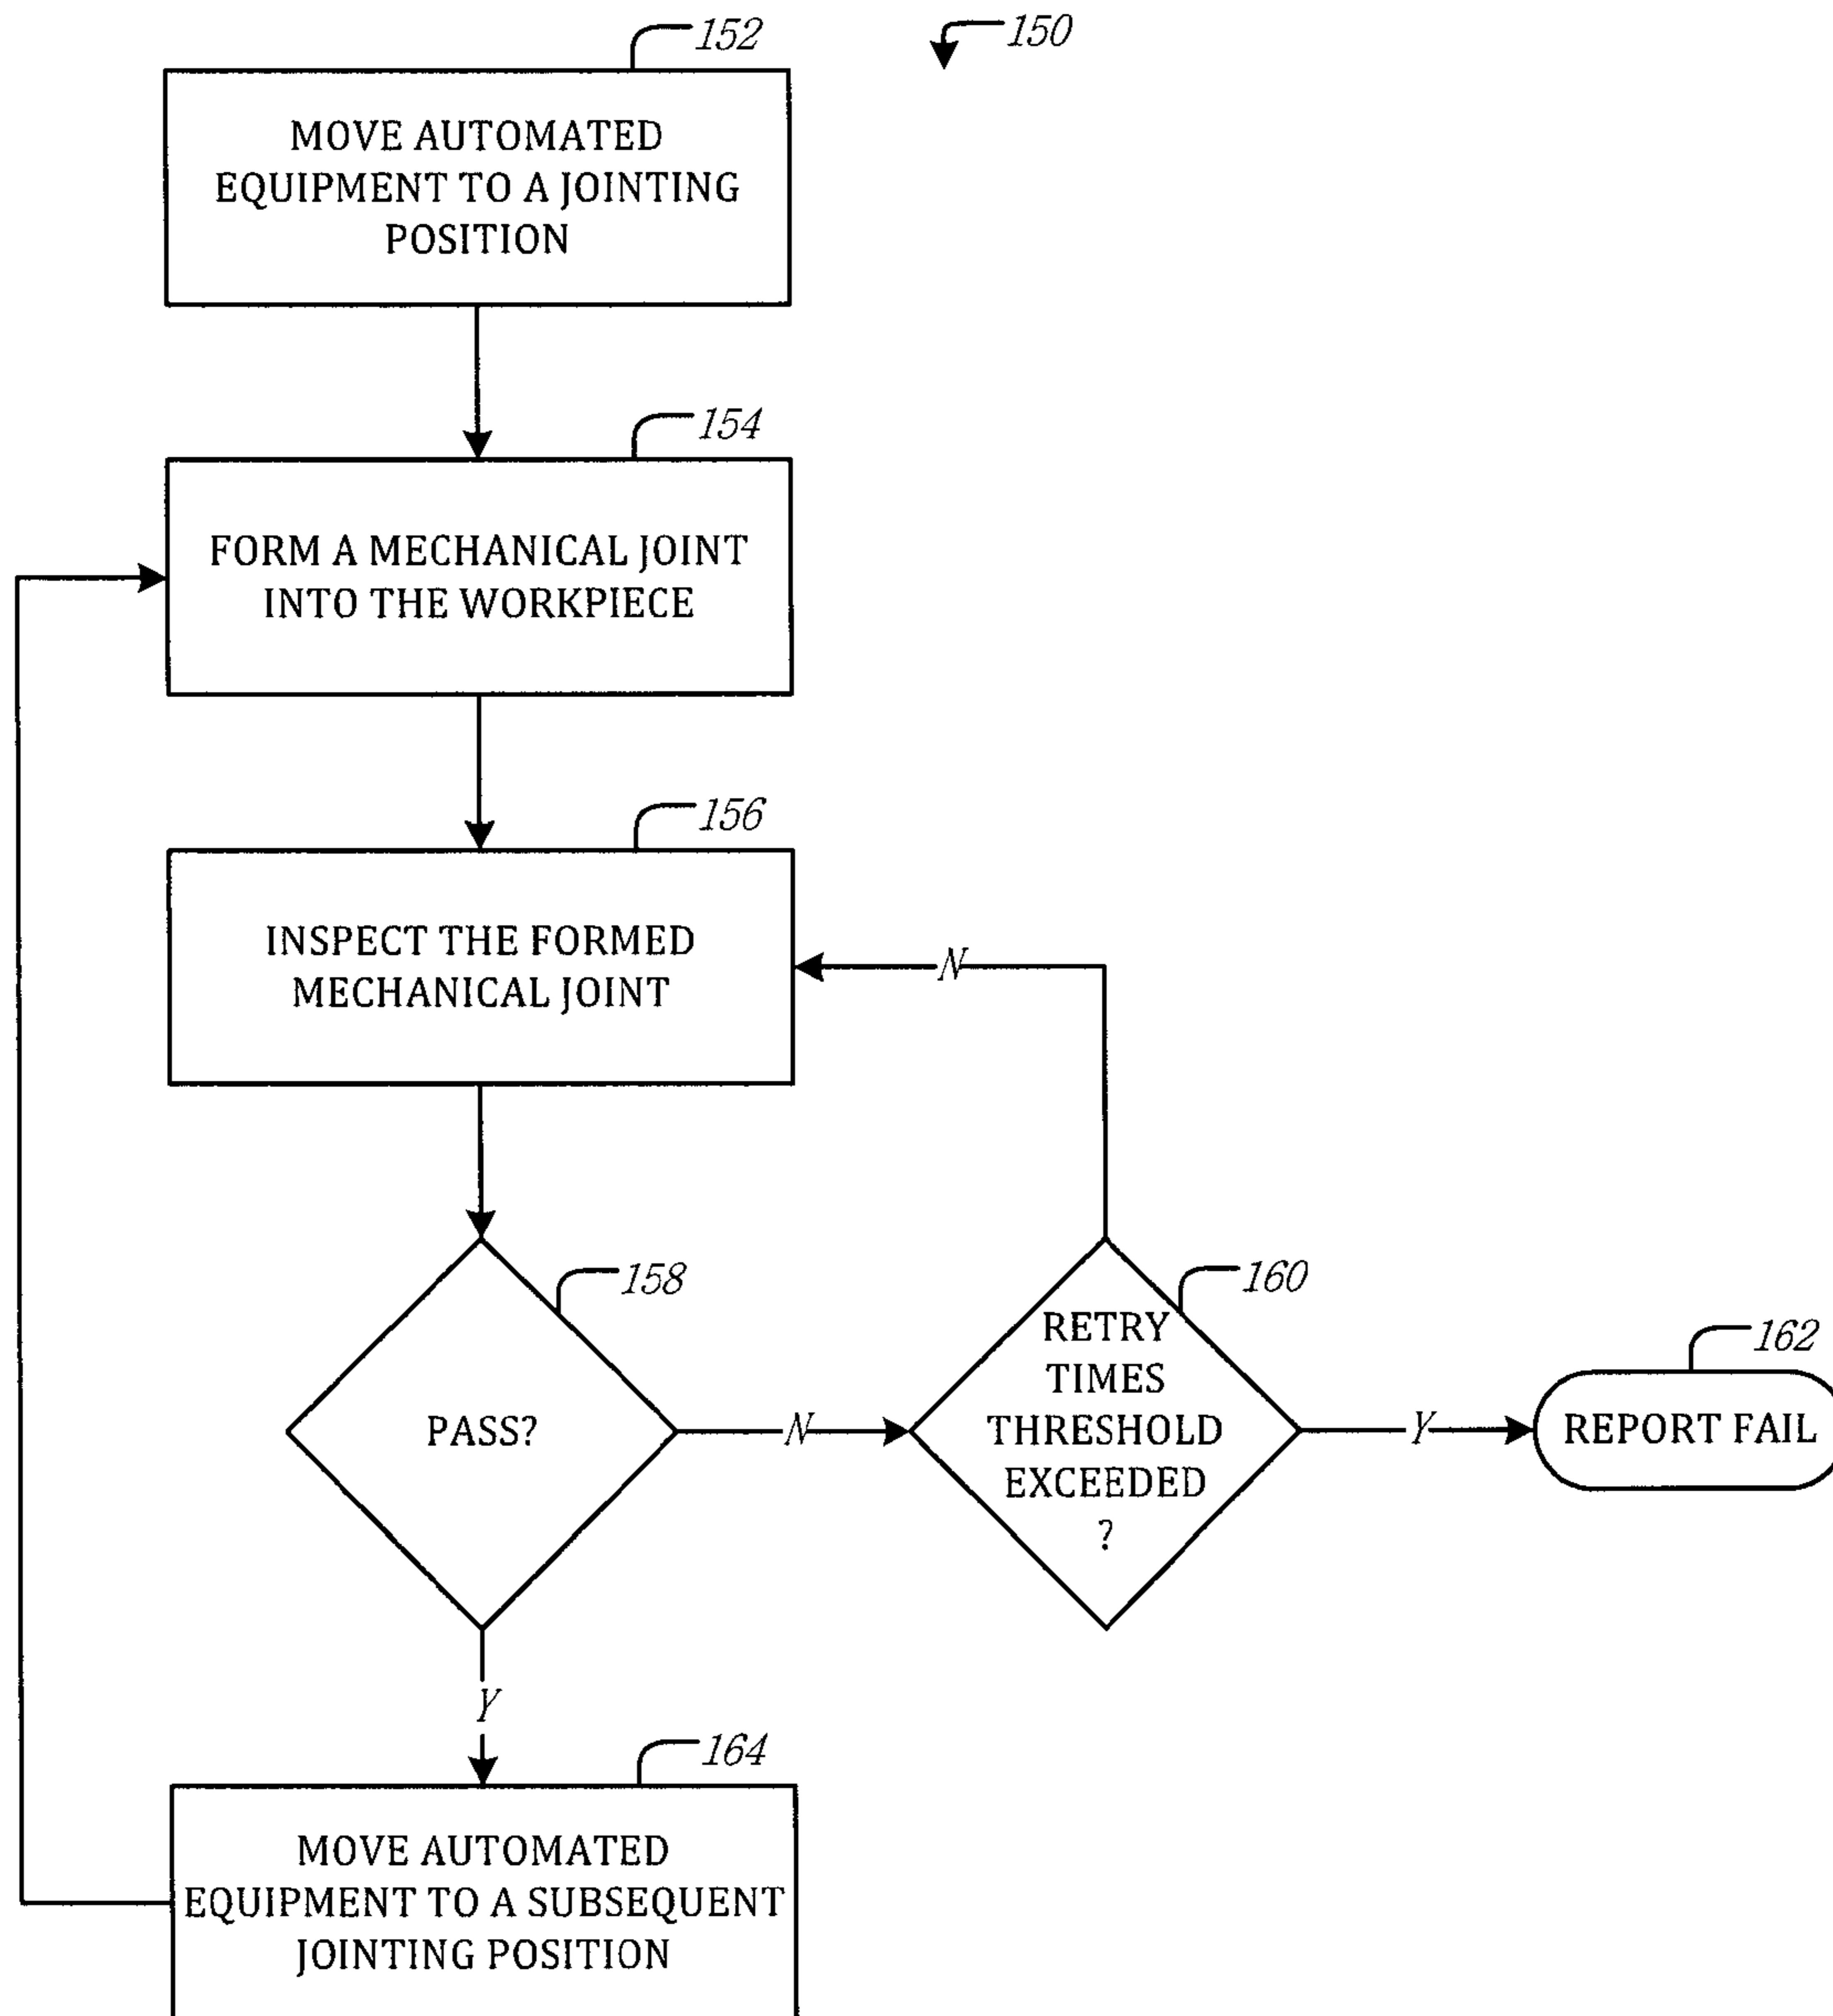 152
150
MOVE AUTOMATED
EQUIPMENT TO A JOINTING
POSITION
154
FORM A MECHANICAL JOINT
INTO THE WORKPIECE
156
INSPECT THE FORMED
MECHANICAL JOINT
N
158
PASS?
N
160
RETRY
TIMES
THRESHOLD
EXCEEDED
?
Y
162
REPORT FAIL
Y
164
MOVE AUTOMATED
EQUIPMENT TO A SUBSEQUENT
JOINTING POSITION